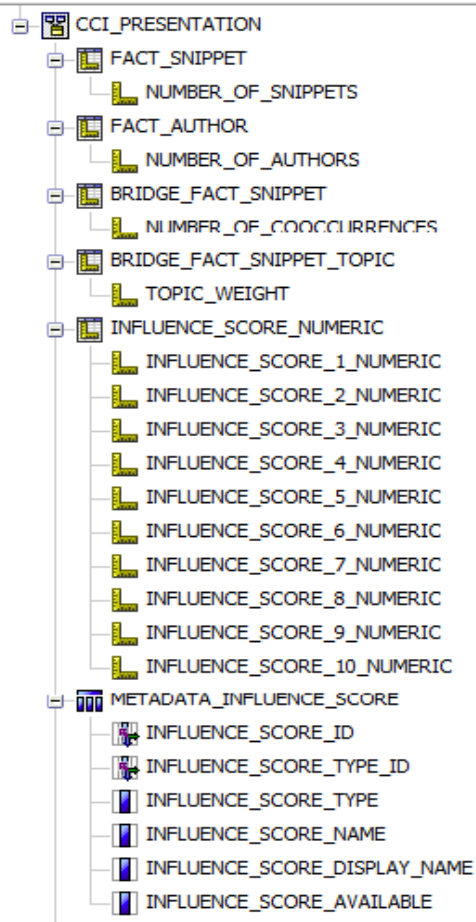 CCI_PRESENTATION
FACT_SNIPPET
NUMBER_OF_SNIPPETS
FACT_AUTHOR
NUMBER_OF_AUTHORS
BRIDGE_FACT_SNIPPET
NUMBER_OF_COOCCURRENCES
BRIDGE_FACT_SNIPPET_TOPIC
TOPIC_WEIGHT
INFLUENCE_SCORE_NUMERIC
INFLUENCE_SCORE_1_NUMERIC
INFLUENCE_SCORE_2_NUMERIC
INFLUENCE_SCORE_3_NUMERIC
INFLUENCE_SCORE_4_NUMERIC
INFLUENCE_SCORE_5_NUMERIC
INFLUENCE_SCORE_6_NUMERIC
INFLUENCE_SCORE_7_NUMERIC
INFLUENCE_SCORE_8_NUMERIC
INFLUENCE_SCORE_9_NUMERIC
INFLUENCE_SCORE_10_NUMERIC
METADATA_INFLUENCE_SCORE
INFLUENCE_SCORE_ID
INFLUENCE_SCORE_TYPE_ID
INFLUENCE_SCORE_TYPE
INFLUENCE_SCORE_NAME
INFLUENCE_SCORE_DISPLAY_NAME
INFLUENCE_SCORE_AVAILABLE